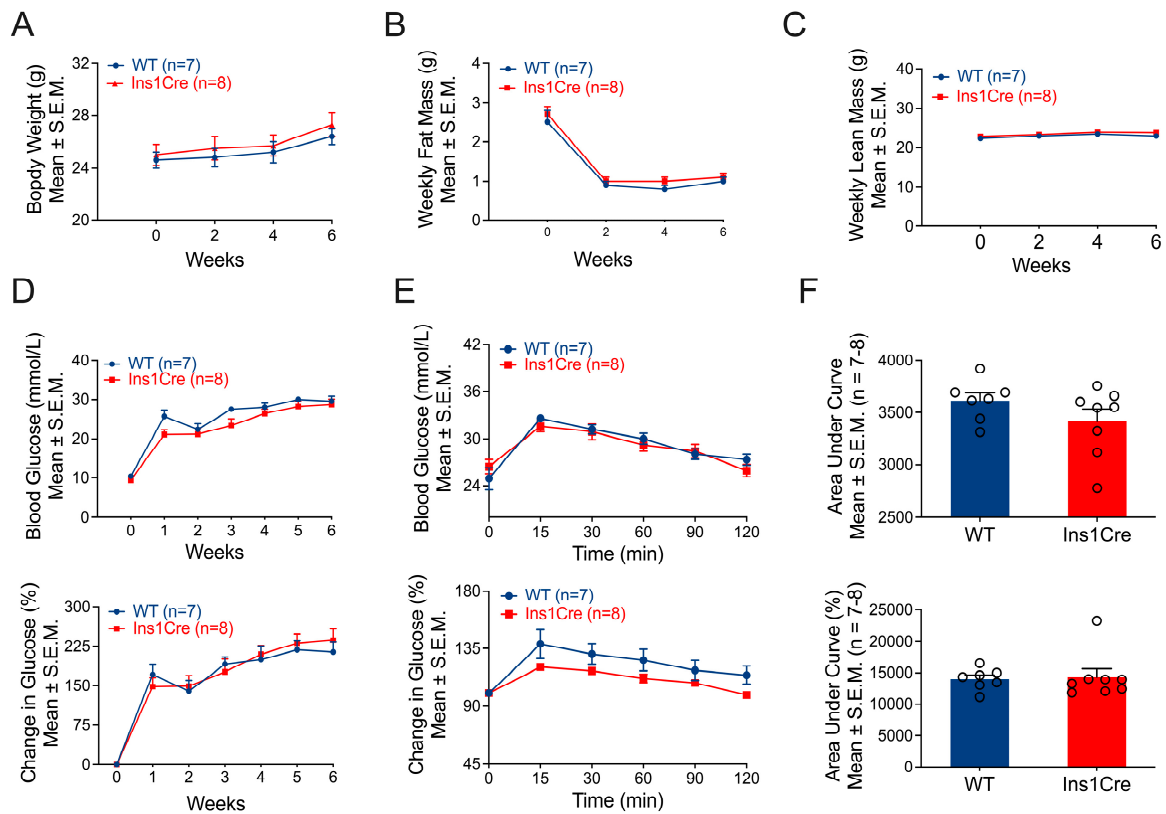 A
Bopdy Weight (g)
Mean ± S.E.M.
WT (n=7)
Ins1Cre (n=8)
32
28
24
20
0 2 4 6
Weeks
B
Weekly Fat Mass (g)
Mean ± S.E.M.
WT (n=7)
Ins1Cre (n=8)
4
3
2
1
0
0 2 4 6
Weeks
C
Weekly Lean Mass (g)
Mean ± S.E.M.
WT (n=7)
Ins1Cre (n=8)
40
30
20
10
0
0 2 4 6
Weeks
D
Blood Glucose (mmol/L)
Mean ± S.E.M.
WT (n=7)
Ins1Cre (n=8)
40
30
20
10
0
0 1 2 3 4 5 6
Weeks
Change in Glucose (%)
Mean ± S.E.M.
WT (n=7)
Ins1Cre (n=8)
300
225
150
75
0
0 1 2 3 4 5 6
Weeks
E
Blood Glucose (mmol/L)
Mean ± S.E.M.
WT (n=7)
Ins1Cre (n=8)
42
36
30
24
0 15 30 60 90 120
Time (min)
Change in Glucose (%)
Mean ± S.E.M.
WT (n=7)
Ins1Cre (n=8)
180
135
90
45
0 15 30 60 90 120
Time (min)
F
Area Under Curve
Mean ± S.E.M. (n = 7-8)
4000
3500
3000
2500
WT Ins1Cre
Area Under Curve (%)
Mean ± S.E.M. (n = 7-8)
25000
20000
15000
10000
5000
0
WT Ins1Cre